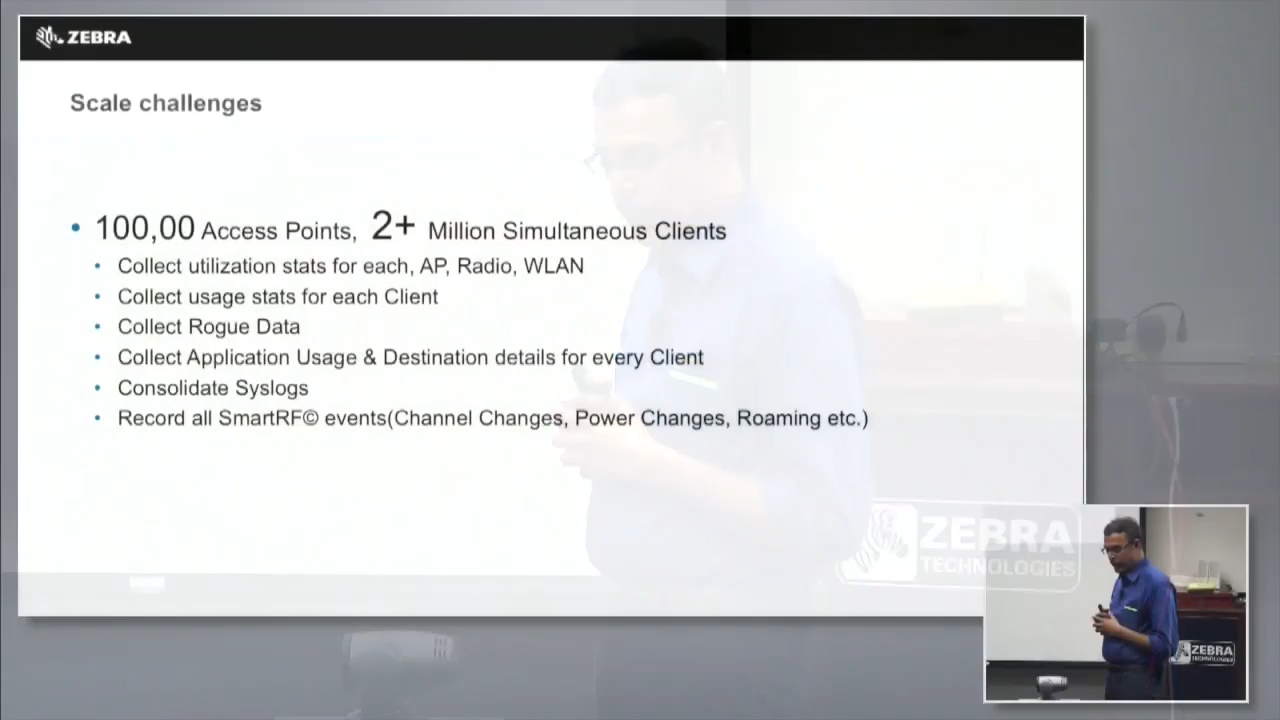 ZEBRA
Scale challenges
• 100,00 Access Points, 2+ Million Simultaneous Clients
• Collect utilization stats for each, AP, Radio, WLAN
• Collect usage stats for each Client
• Collect Rogue Data
• Collect Application Usage & Destination details for every Client
• Consolidate Syslogs
• Record all SmartRF© events(Channel Changes, Power Changes, Roaming etc.)
ZEBRA
TECHNOLOGIES
ZEBRA
TECHNOLOGIES